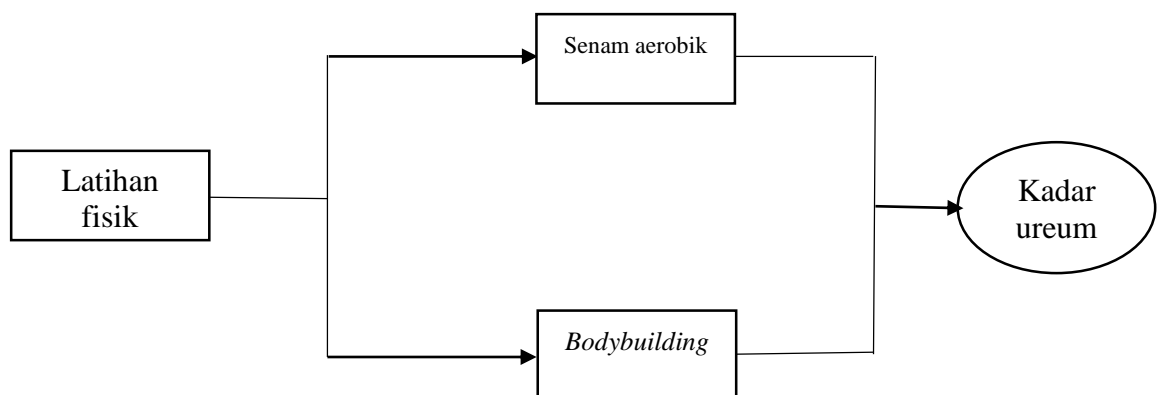 Senam aerobik
Latihan
fisik
Kadar
ureum
Bodybuilding